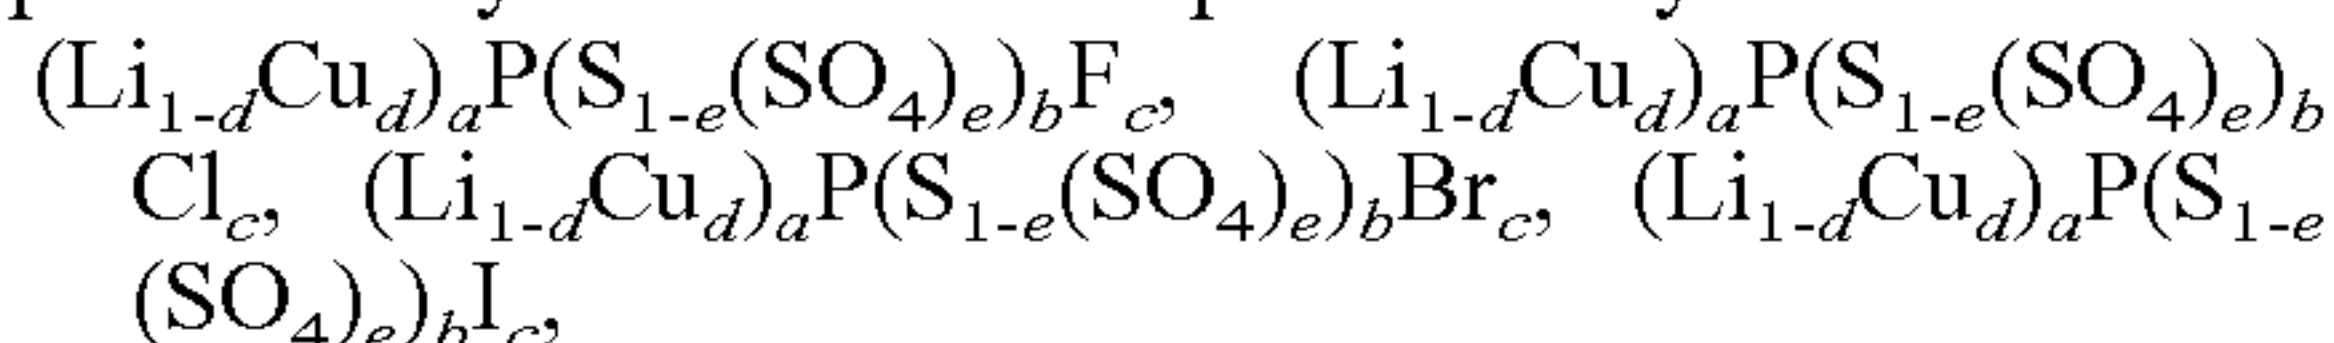 (Li₁₋dCud)aP(S₁₋e(SO₄)e)bFc, (Li₁₋dCud)aP(S₁₋e(SO₄)e)b
Clc, (Li₁₋dCud)aP(S₁₋e(SO₄)e)bBrc, (Li₁₋dCud)aP(S₁₋e
(SO₄)e)bIc,